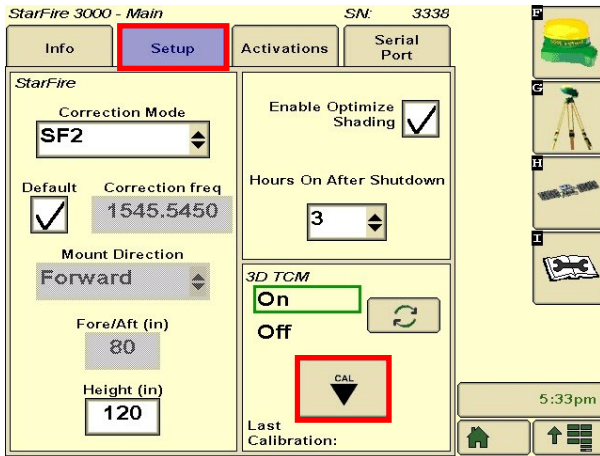 StarFire 3000 - Main
SN: 3338
Info
Setup
Activations
Serial
Port
StarFire
Correction Mode
SF2
Default
Correction freq
1545.5450
Mount Direction
Forward
Fore/Aft (in)
80
Height (in)
120
Enable Optimize
Shading
Hours On After Shutdown
3
3D TCM
On
Off
CAL
Last
Calibration:
F
G
H
I
5:33pm